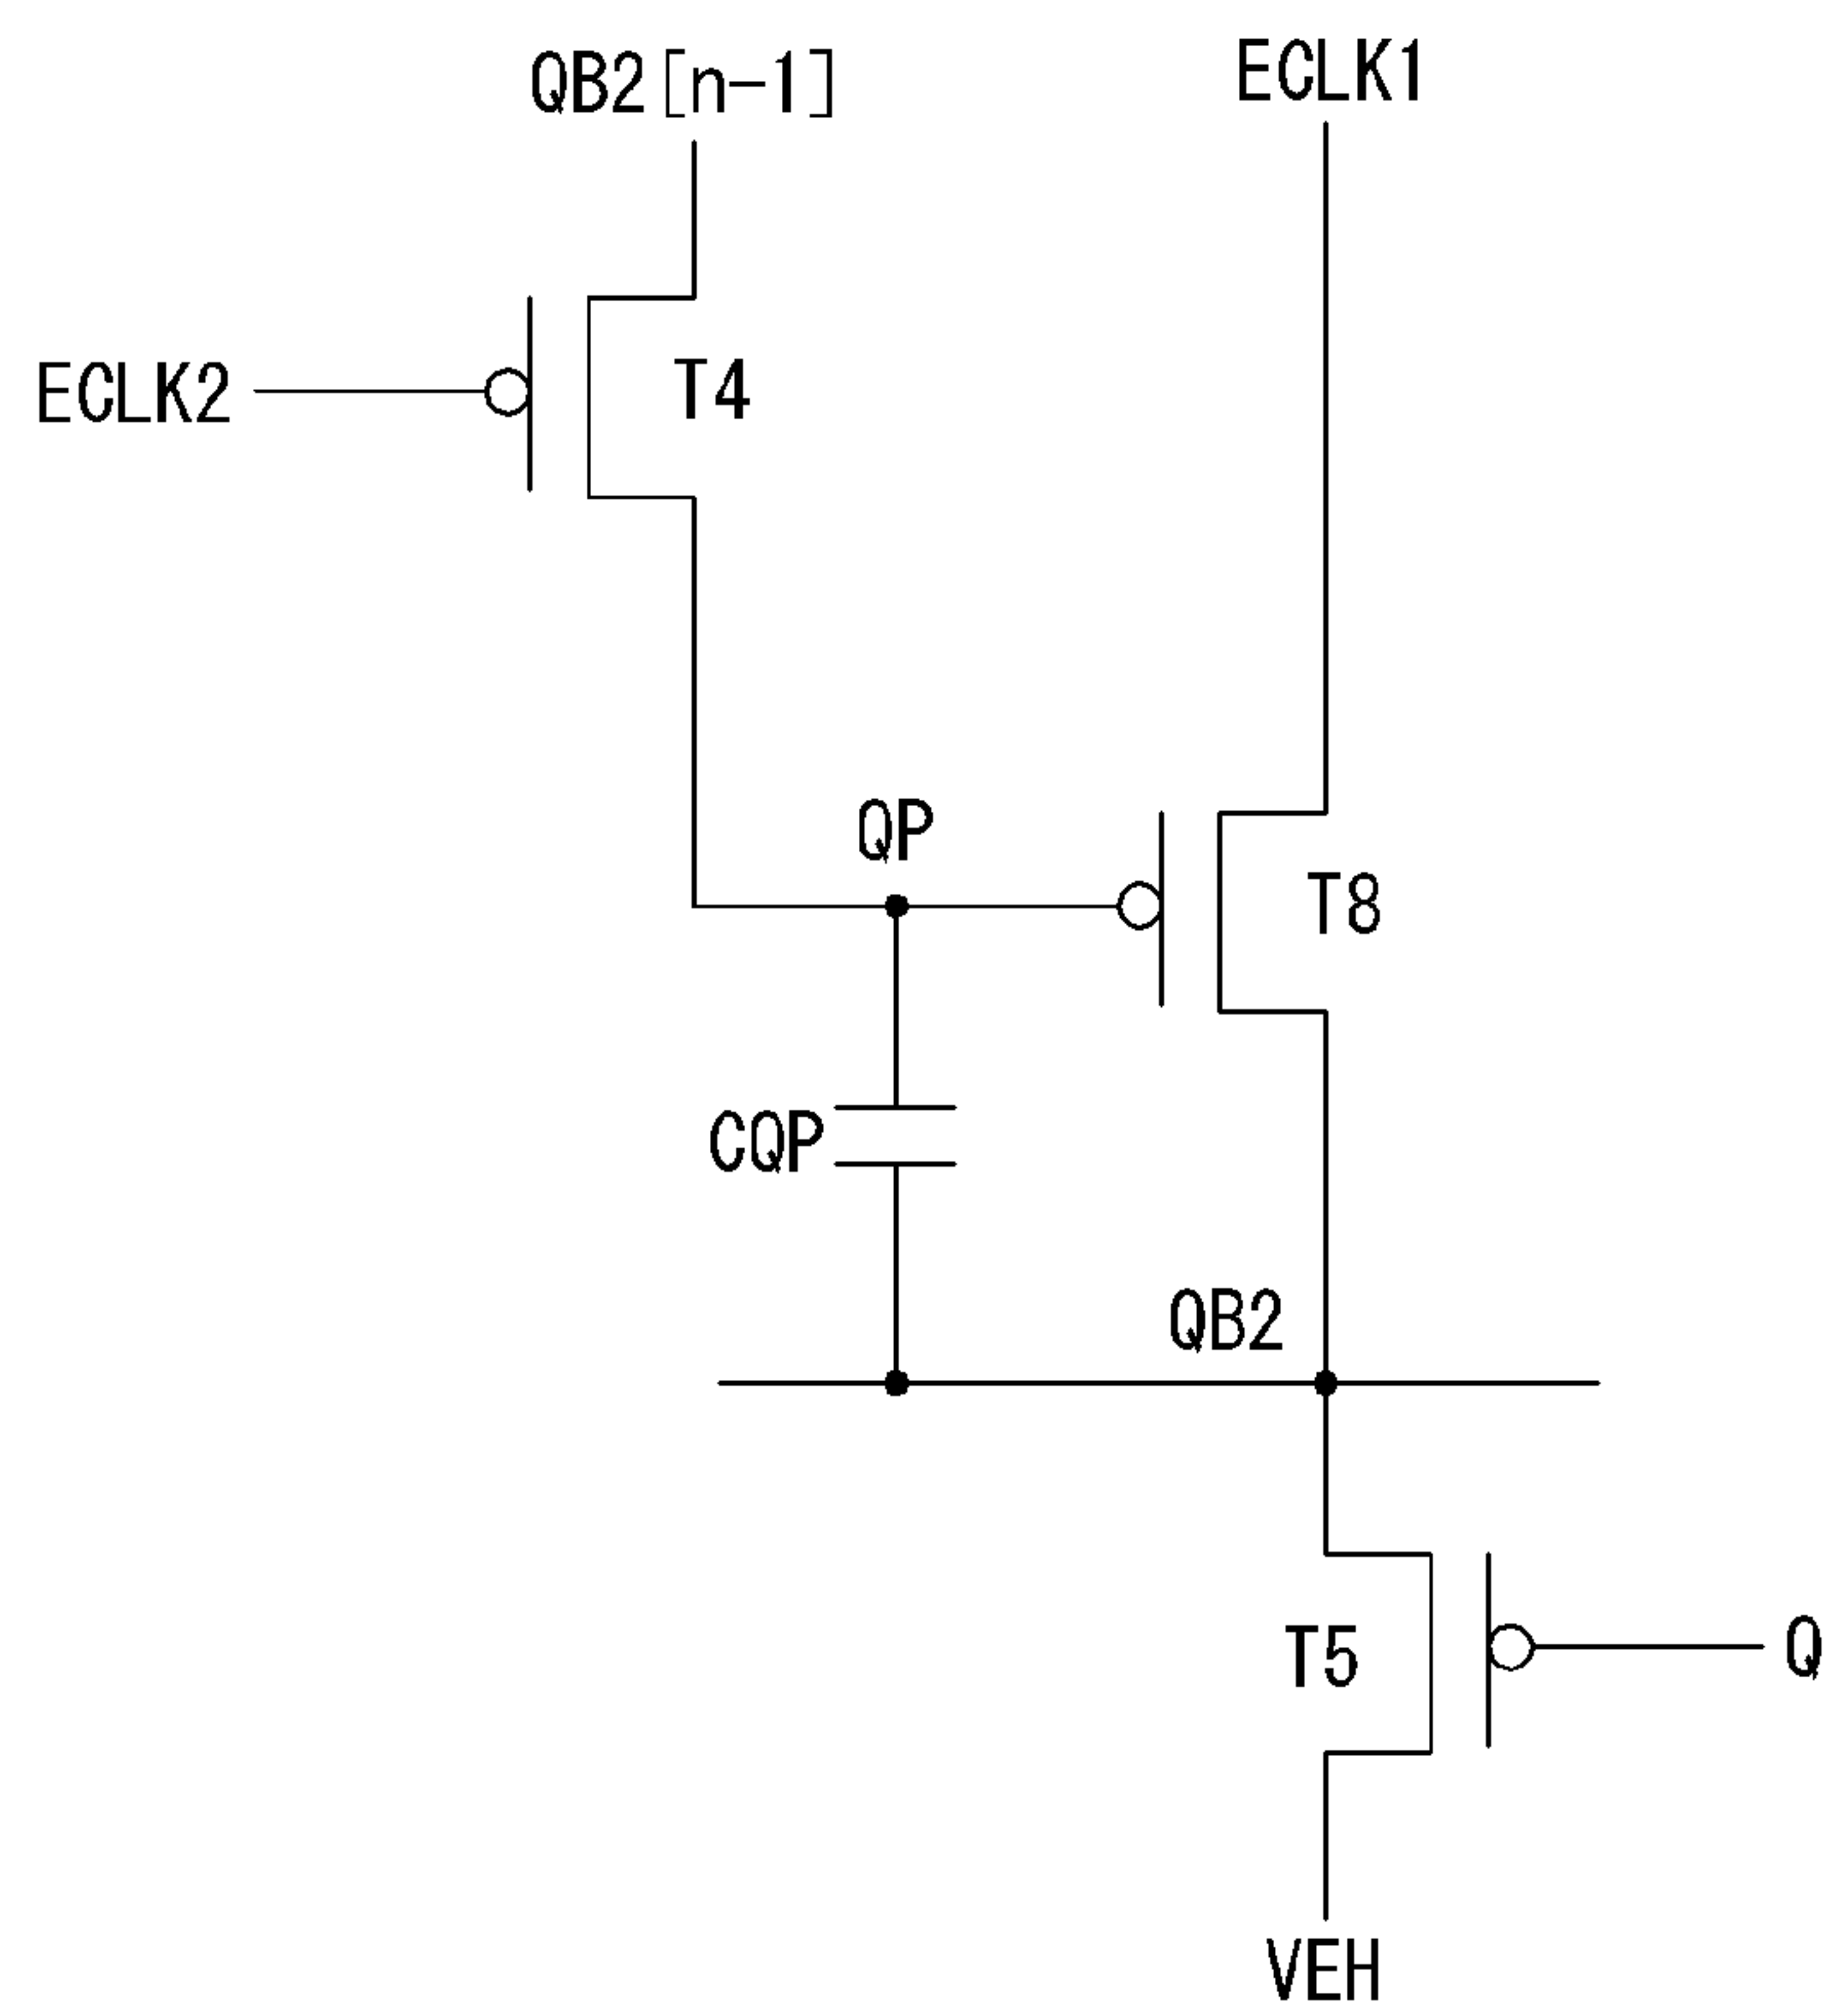 QB2[n-1]
ECLK1
ECLK2
T4
QP
T8
CQP
QB2
T5
Q
VEH